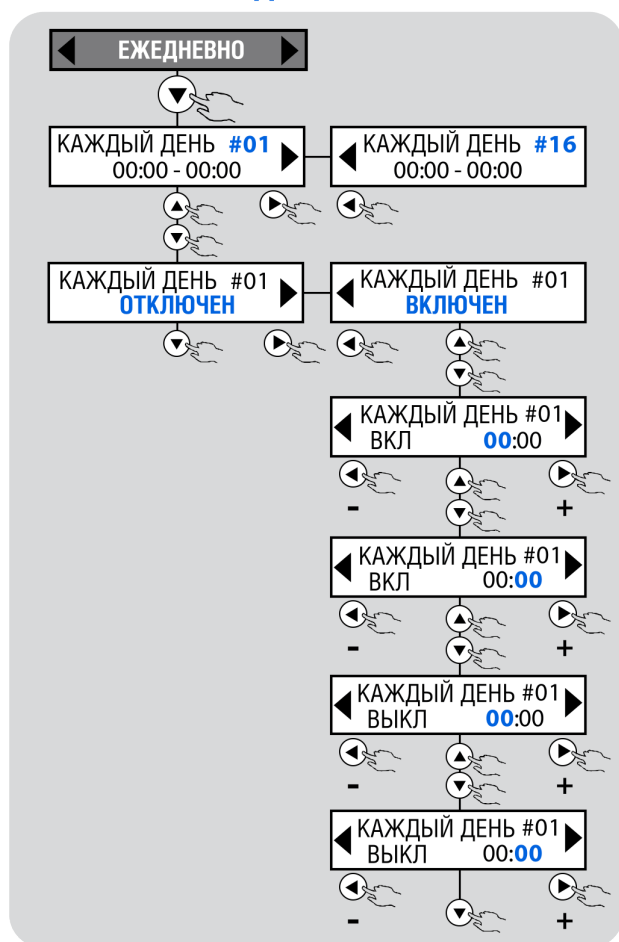 ЕЖЕДНЕВНО
КАЖДЫЙ ДЕНЬ #01
00:00 - 00:00
КАЖДЫЙ ДЕНЬ #16
00:00 - 00:00
КАЖДЫЙ ДЕНЬ #01
ОТКЛЮЧЕН
КАЖДЫЙ ДЕНЬ #01
ВКЛЮЧЕН
КАЖДЫЙ ДЕНЬ #01
ВКЛ 00:00
- +
КАЖДЫЙ ДЕНЬ #01
ВКЛ 00:00
- +
КАЖДЫЙ ДЕНЬ #01
ВЫКЛ 00:00
- +
КАЖДЫЙ ДЕНЬ #01
ВЫКЛ 00:00
- +